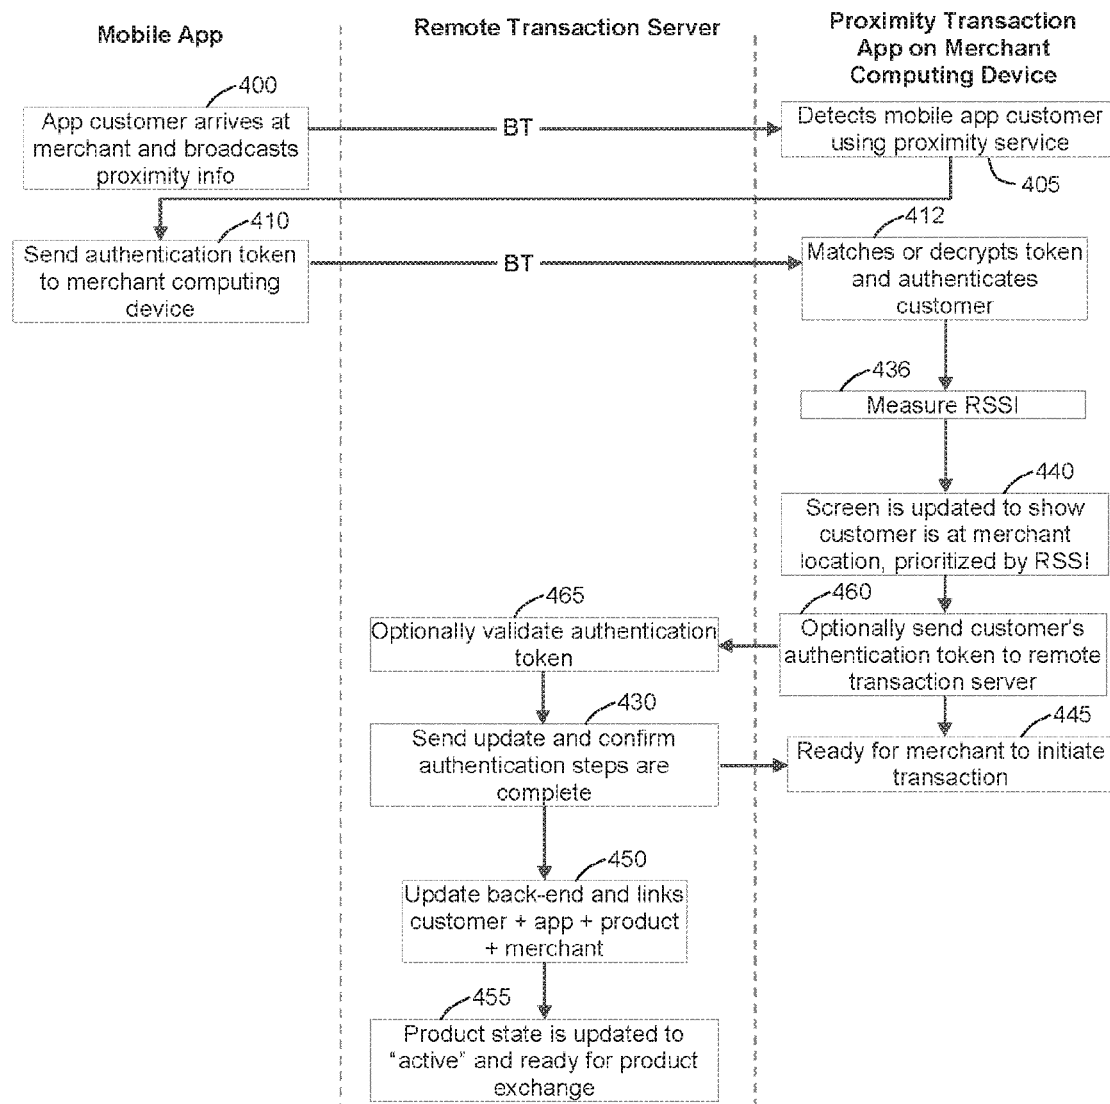 Mobile App
Remote Transaction Server
Proximity Transaction
App on Merchant
Computing Device
400
App customer arrives at
merchant and broadcasts
proximity info
BT
Detects mobile app customer
using proximity service
405
410
Send authentication token
to merchant computing
device
BT
412
Matches or decrypts token
and authenticates
customer
436
Measure RSSI
440
Screen is updated to show
customer is at merchant
location, prioritized by RSSI
460
Optionally send customer's
authentication token to remote
transaction server
465
Optionally validate authentication
token
430
Send update and confirm
authentication steps are
complete
445
Ready for merchant to initiate
transaction
450
Update back-end and links
customer + app + product
+ merchant
455
Product state is updated to
“active” and ready for product
exchange